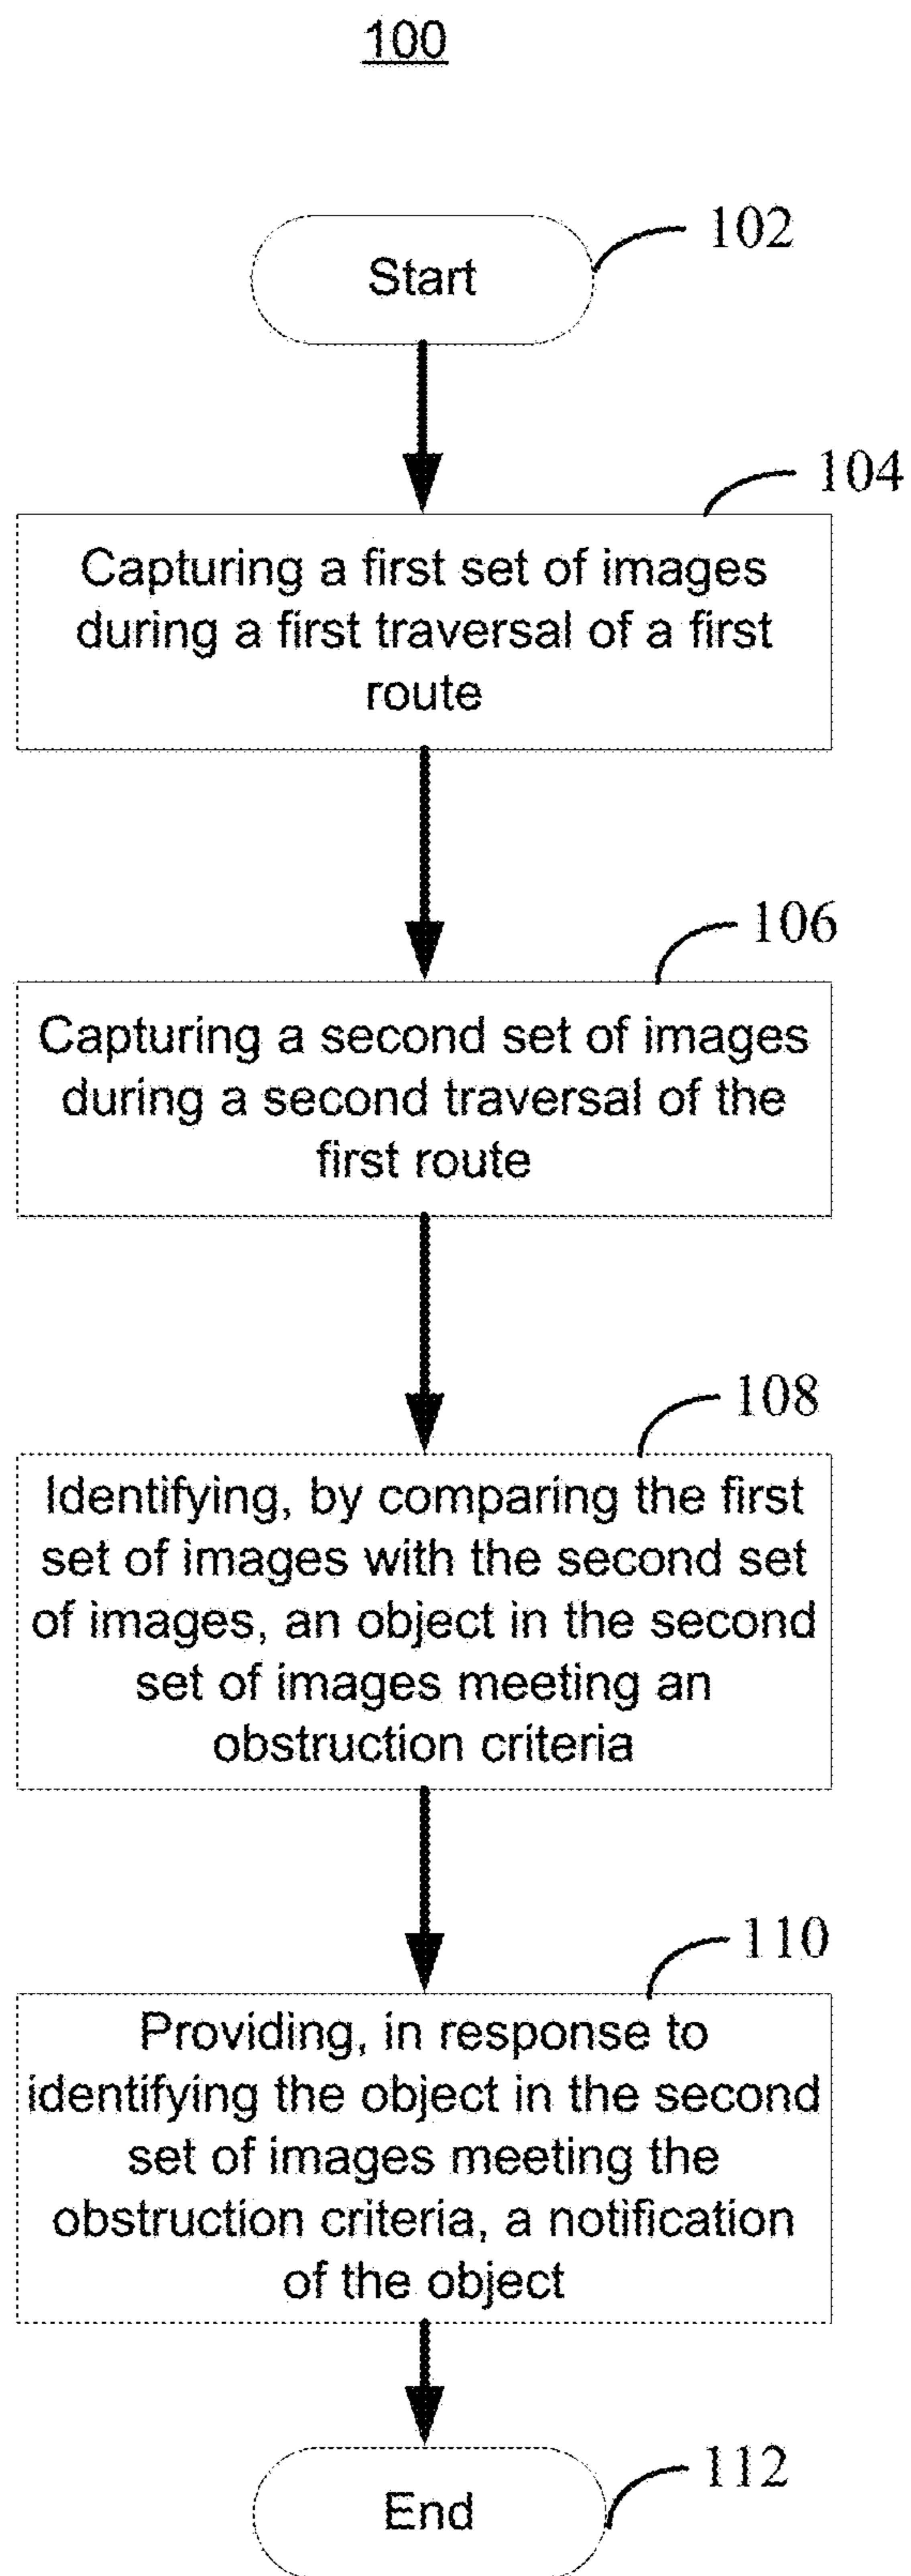 100
102
Start
104
Capturing a first set of images
during a first traversal of a first
route
106
Capturing a second set of images
during a second traversal of the
first route
108
Identifying, by comparing the first
set of images with the second set
of images, an object in the second
set of images meeting an
obstruction criteria
110
Providing, in response to
identifying the object in the second
set of images meeting the
obstruction criteria, a notification
of the object
112
End